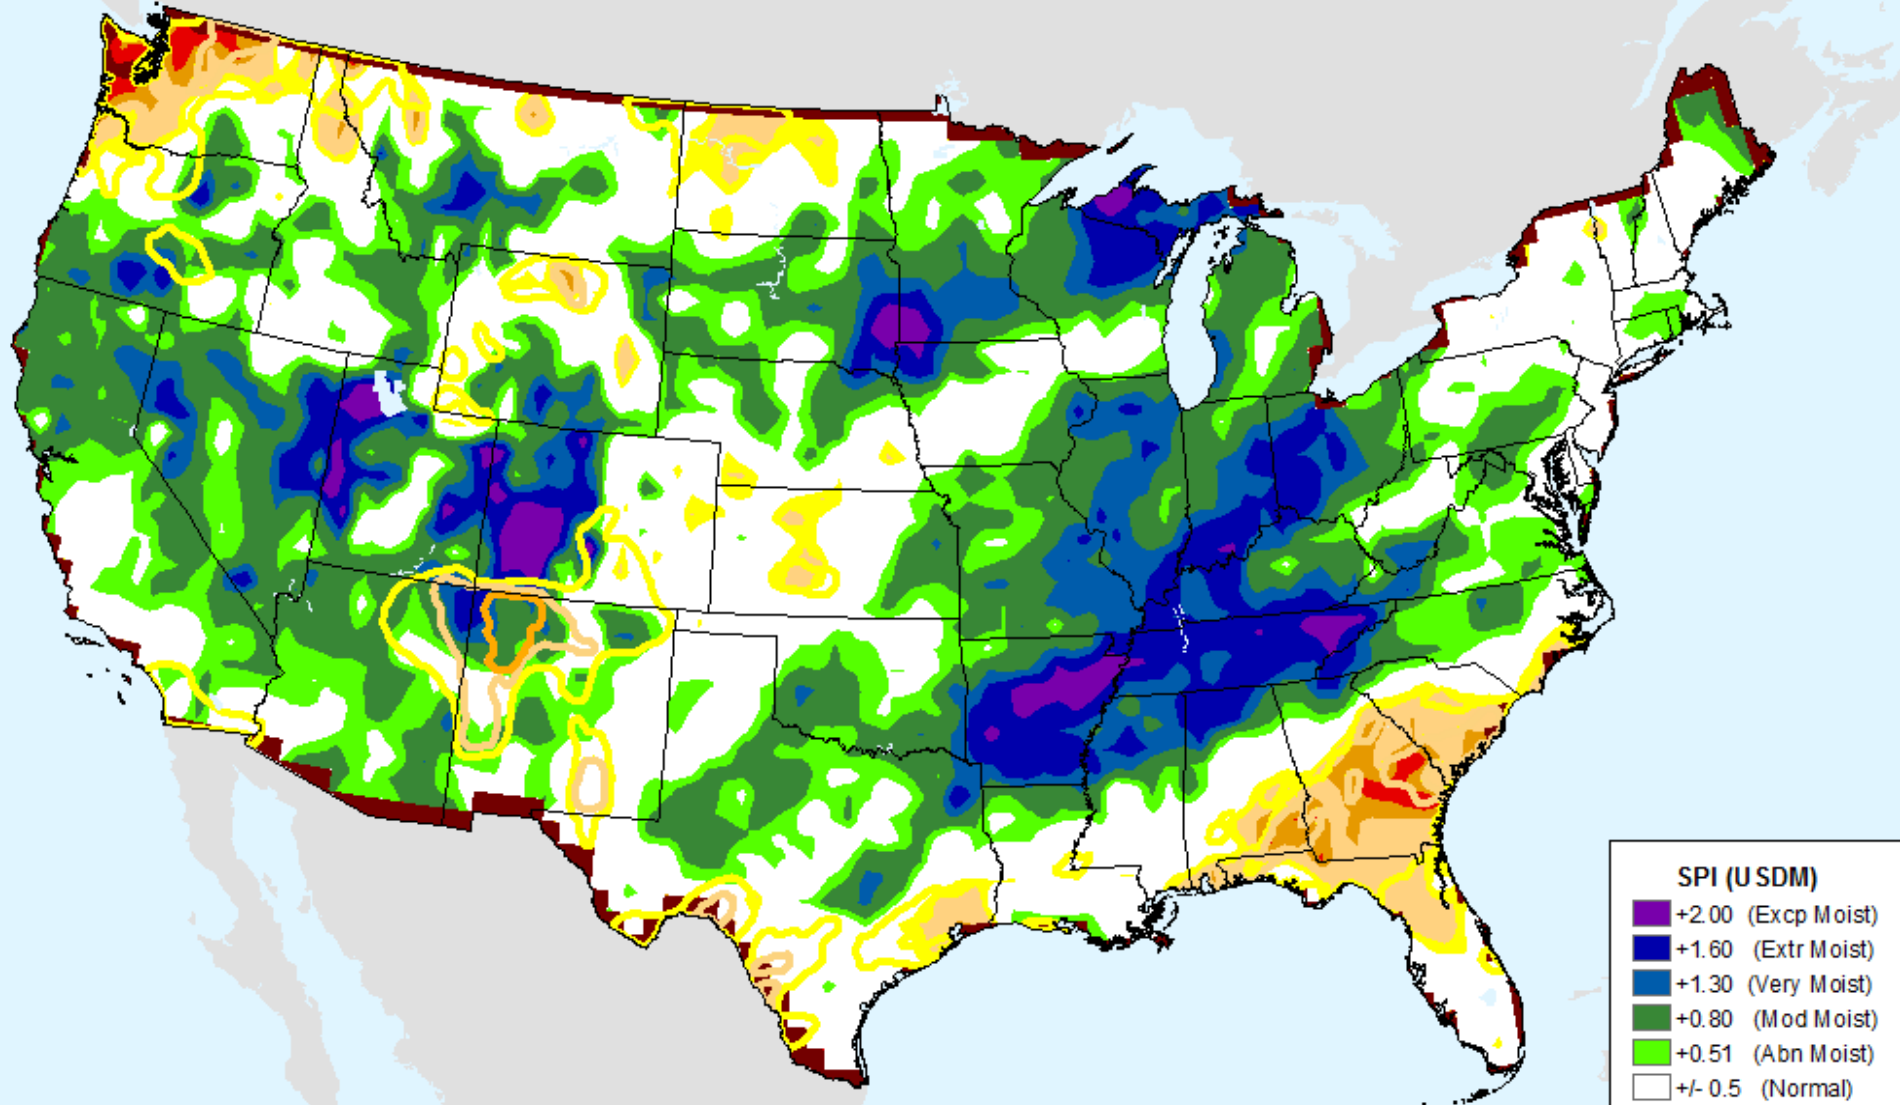 SPI (USDM)
+2.00 (Excp Moist)
+1.60 (Extr Moist)
+1.30 (Very Moist)
+0.80 (Mod Moist)
+0.51 (Abn Moist)
+/- 0.5 (Normal)